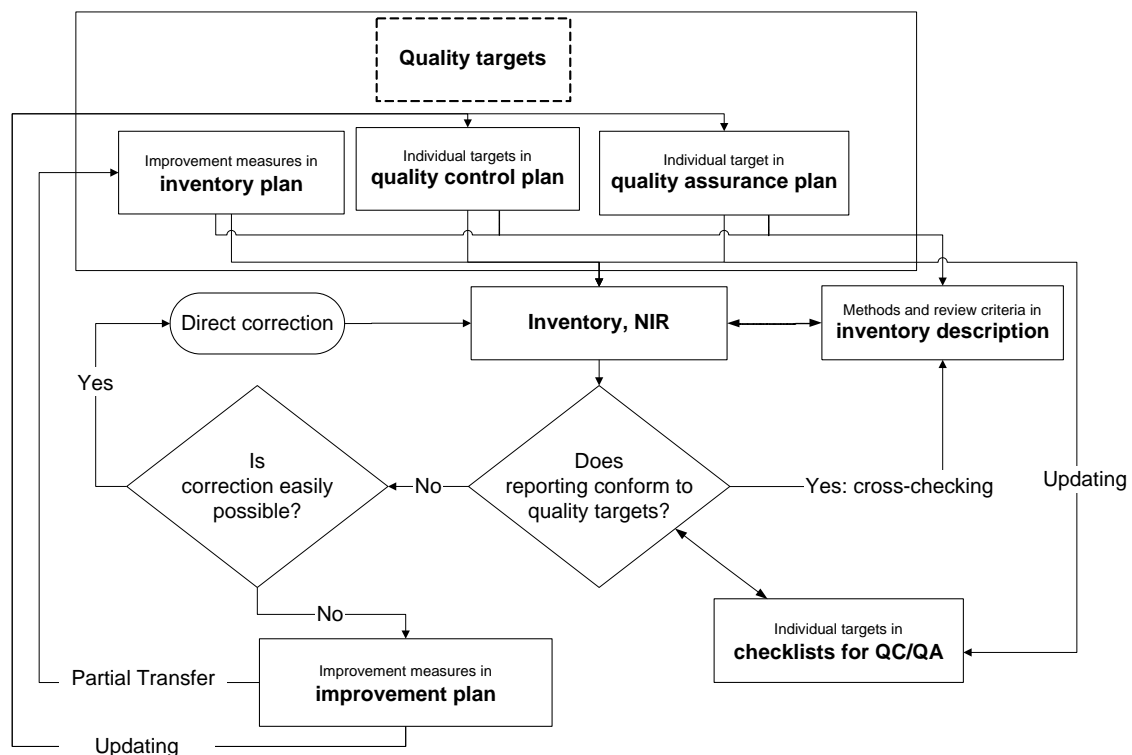 Quality targets
Improvement measures in
inventory plan
Individual targets in
quality control plan
Individual target in
quality assurance plan
Direct correction
Inventory, NIR
Methods and review criteria in
inventory description
Yes
Is
correction easily
possible?
No
Does
reporting conform to
quality targets?
Yes: cross-checking
Updating
No
Individual targets in
checklists for QC/QA
Partial Transfer
Improvement measures in
improvement plan
Updating